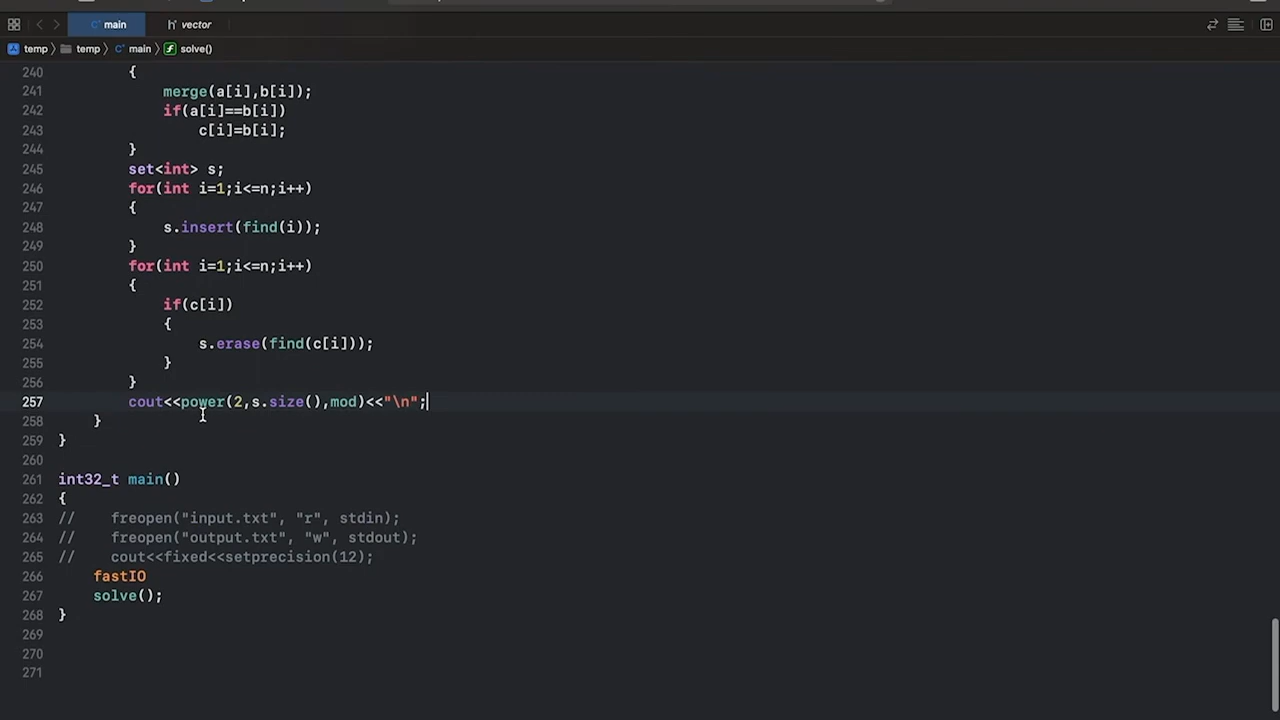 main
vector
temp > temp > main > solve()
240 {
241 merge(a[i],b[i]);
242 if(a[i]==b[i])
243 c[i]=b[i];
244 }
245 set<int> s;
246 for(int i=1;i<=n;i++)
247 {
248 s.insert(find(i));
249 }
250 for(int i=1;i<=n;i++)
251 {
252 if(c[i])
253 {
254 s.erase(find(c[i]));
255 }
256 }
257 cout<<power(2,s.size(),mod)<<"\n";
258 }
259 }
260
261 int32_t main()
262 {
263 // freopen("input.txt", "r", stdin);
264 // freopen("output.txt", "w", stdout);
265 // cout<<fixed<<setprecision(12);
266 fastIO
267 solve();
268 }
269
270
271